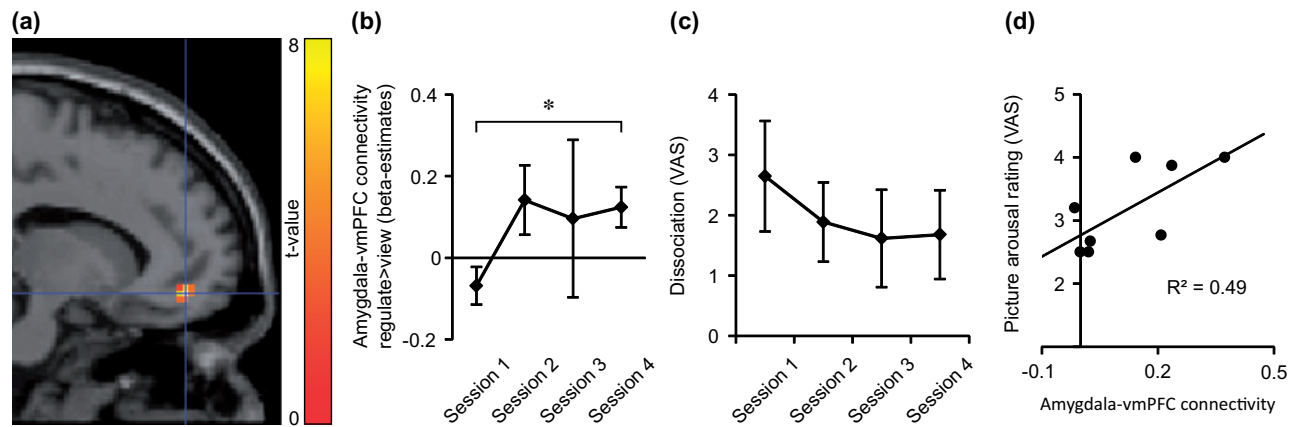 (a)
8
t-value
0
(b)
Amygdala-vmPFC connectivity
regulate>view (beta-estimates)
0.4
0.2
0
-0.2
*
Session 1
Session 2
Session 3
Session 4
(c)
Dissociation (VAS)
4
3
2
1
0
Session 1
Session 2
Session 3
Session 4
(d)
Picture arousal rating (VAS)
5
4
3
2
R² = 0.49
-0.1
0.2
0.5
Amygdala-vmPFC connectivity